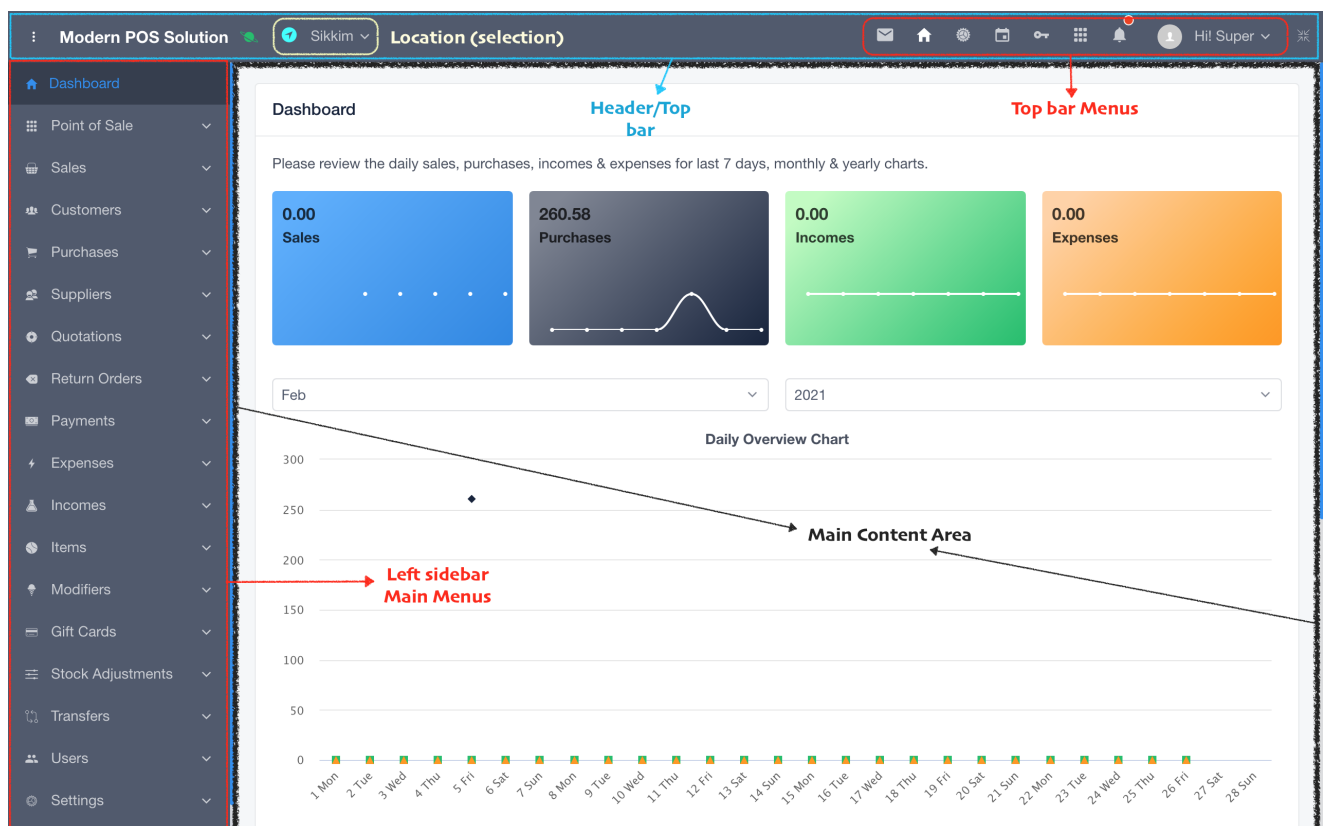 Modern POS Solution
Sikkim
Location (selection)
Hi! Super
Dashboard
Point of Sale
Sales
Customers
Purchases
Suppliers
Quotations
Return Orders
Payments
Expenses
Incomes
Items
Modifiers
Gift Cards
Stock Adjustments
Transfers
Users
Settings
Dashboard
Header/Top
bar
Top bar Menus
Please review the daily sales, purchases, incomes & expenses for last 7 days, monthly & yearly charts.
0.00
Sales
260.58
Purchases
0.00
Incomes
0.00
Expenses
Feb
2021
Daily Overview Chart
300
250
200
150
100
50
0
Main Content Area
Left sidebar
Main Menus
1 Mon
2 Tue
3 Wed
4 Thu
5 Fri
6 Sat
7 Sun
8 Mon
9 Tue
10 Wed
11 Thu
12 Fri
13 Sat
14 Sun
15 Mon
16 Tue
17 Wed
18 Thu
19 Fri
20 Sat
21 Sun
22 Mon
23 Tue
24 Wed
25 Thu
26 Fri
27 Sat
28 Sun